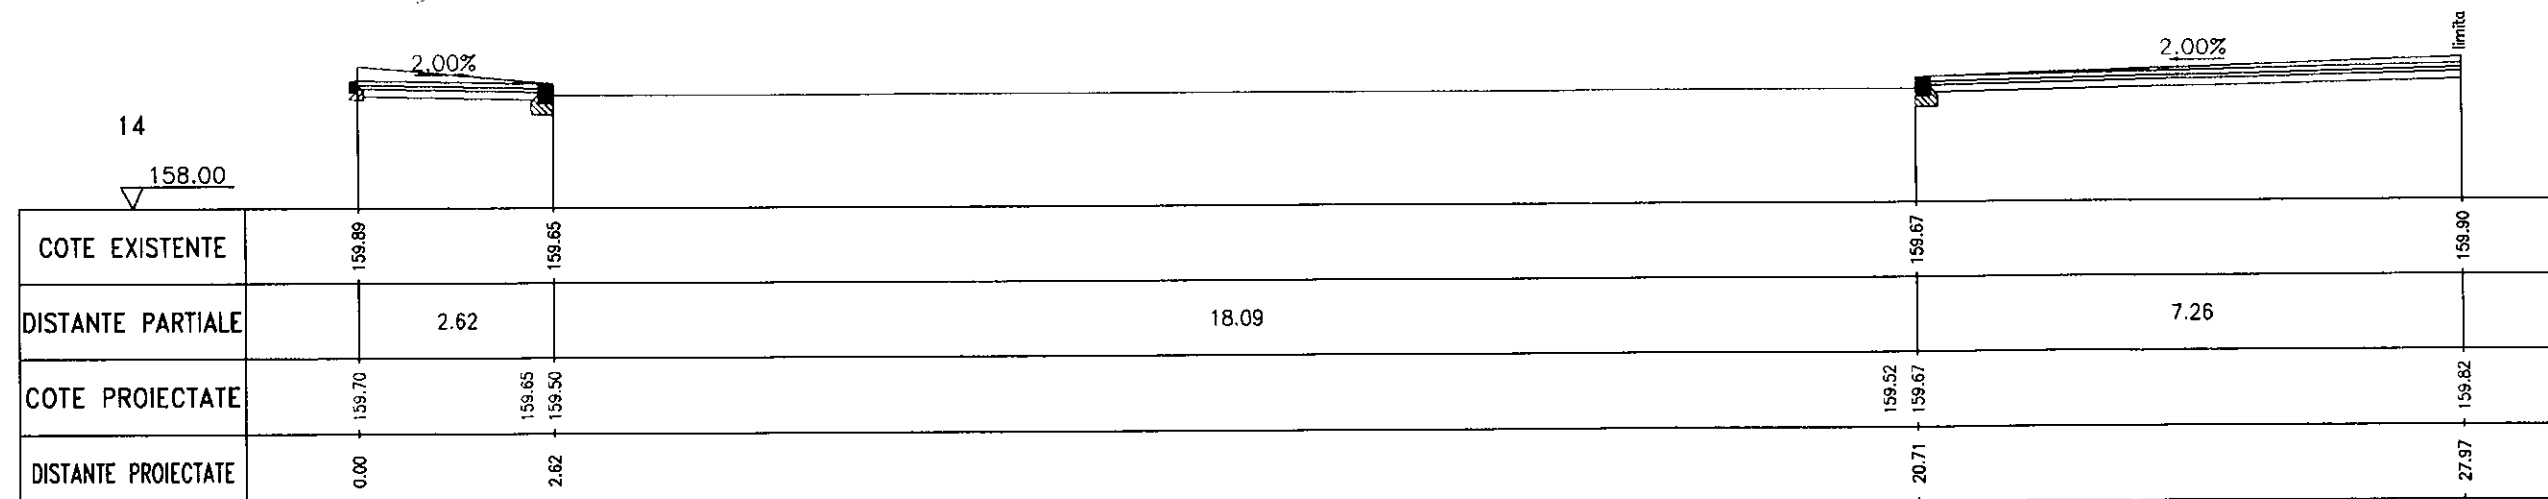 limita
2.00%
2.00%
14
158.00
COTE EXISTENTE 159.89 159.65 159.67 159.90
DISTANTE PARTIALE 2.62 18.09 7.26
COTE PROIECTATE 159.70 159.65 159.50 159.52 159.67 159.82
DISTANTE PROIECTATE 0.00 2.62 20.71 27.97